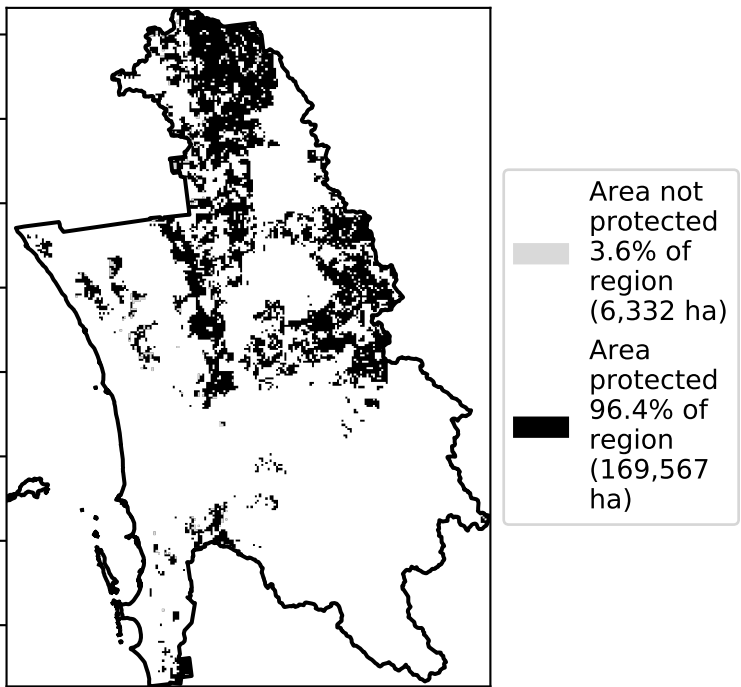 Area not
protected
3.6% of
region
(6,332 ha)
Area
protected
96.4% of
region
(169,567
ha)